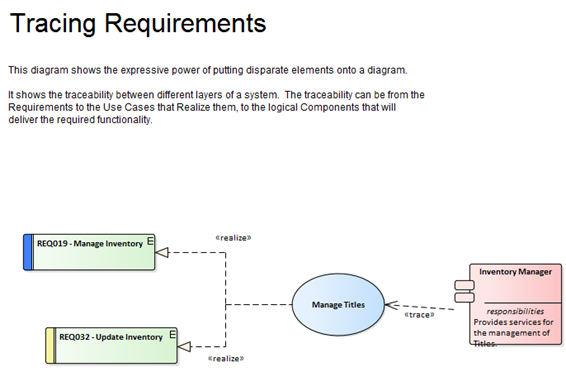 Tracing Requirements
This diagram shows the expressive power of putting disparate elements onto a diagram.
It shows the traceability between different layers of a system.  The traceability can be from the
Requirements to the Use Cases that Realize them, to the logical Components that will
deliver the required functionality.
«realize»
REQ019 - Manage Inventory
E
Inventory Manager
Manage Titles
responsibilities
«trace»
Provides services for
the management of
Titles.
REQ032 - Update Inventory
E
«realize»